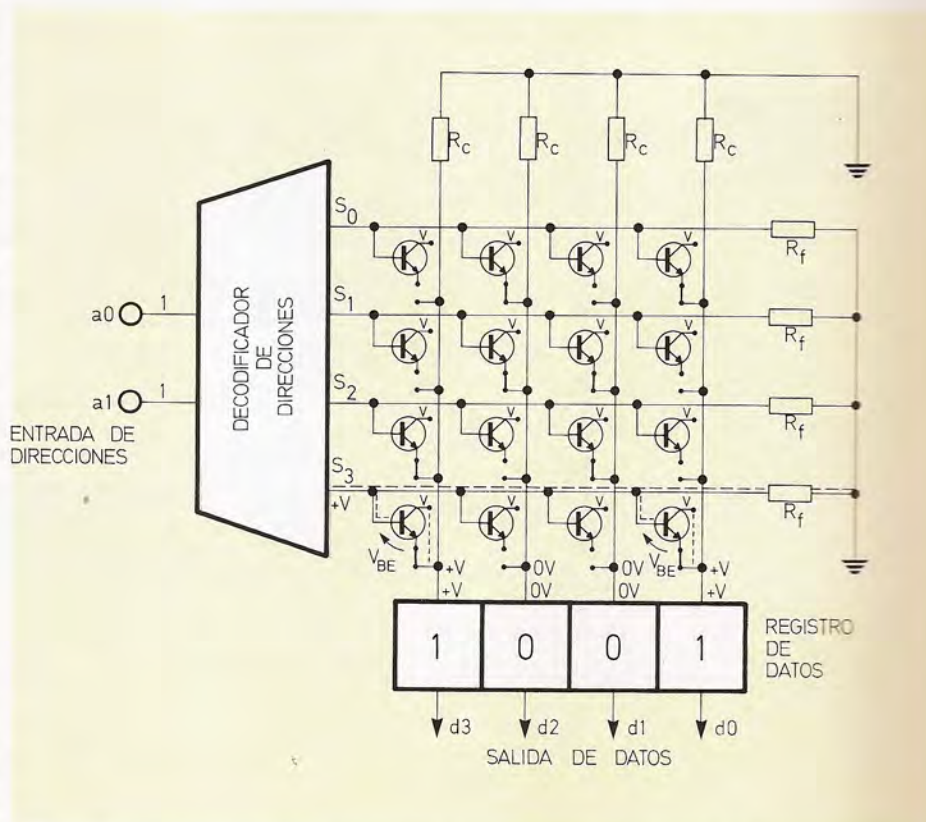 Rc Rc Rc Rc
S0
V V V V
Rf
a0 1
S1
V V V V
Rf
a1 1
S2
V V V V
Rf
ENTRADA DE
DIRECCIONES
DECODIFICADOR
DE
DIRECCIONES
S3
+V
V V V V
Rf
VBE VBE
+V 0V 0V +V
+V 0V 0V +V
1 0 0 1
REGISTRO
DE
DATOS
d3 d2 d1 d0
SALIDA DE DATOS